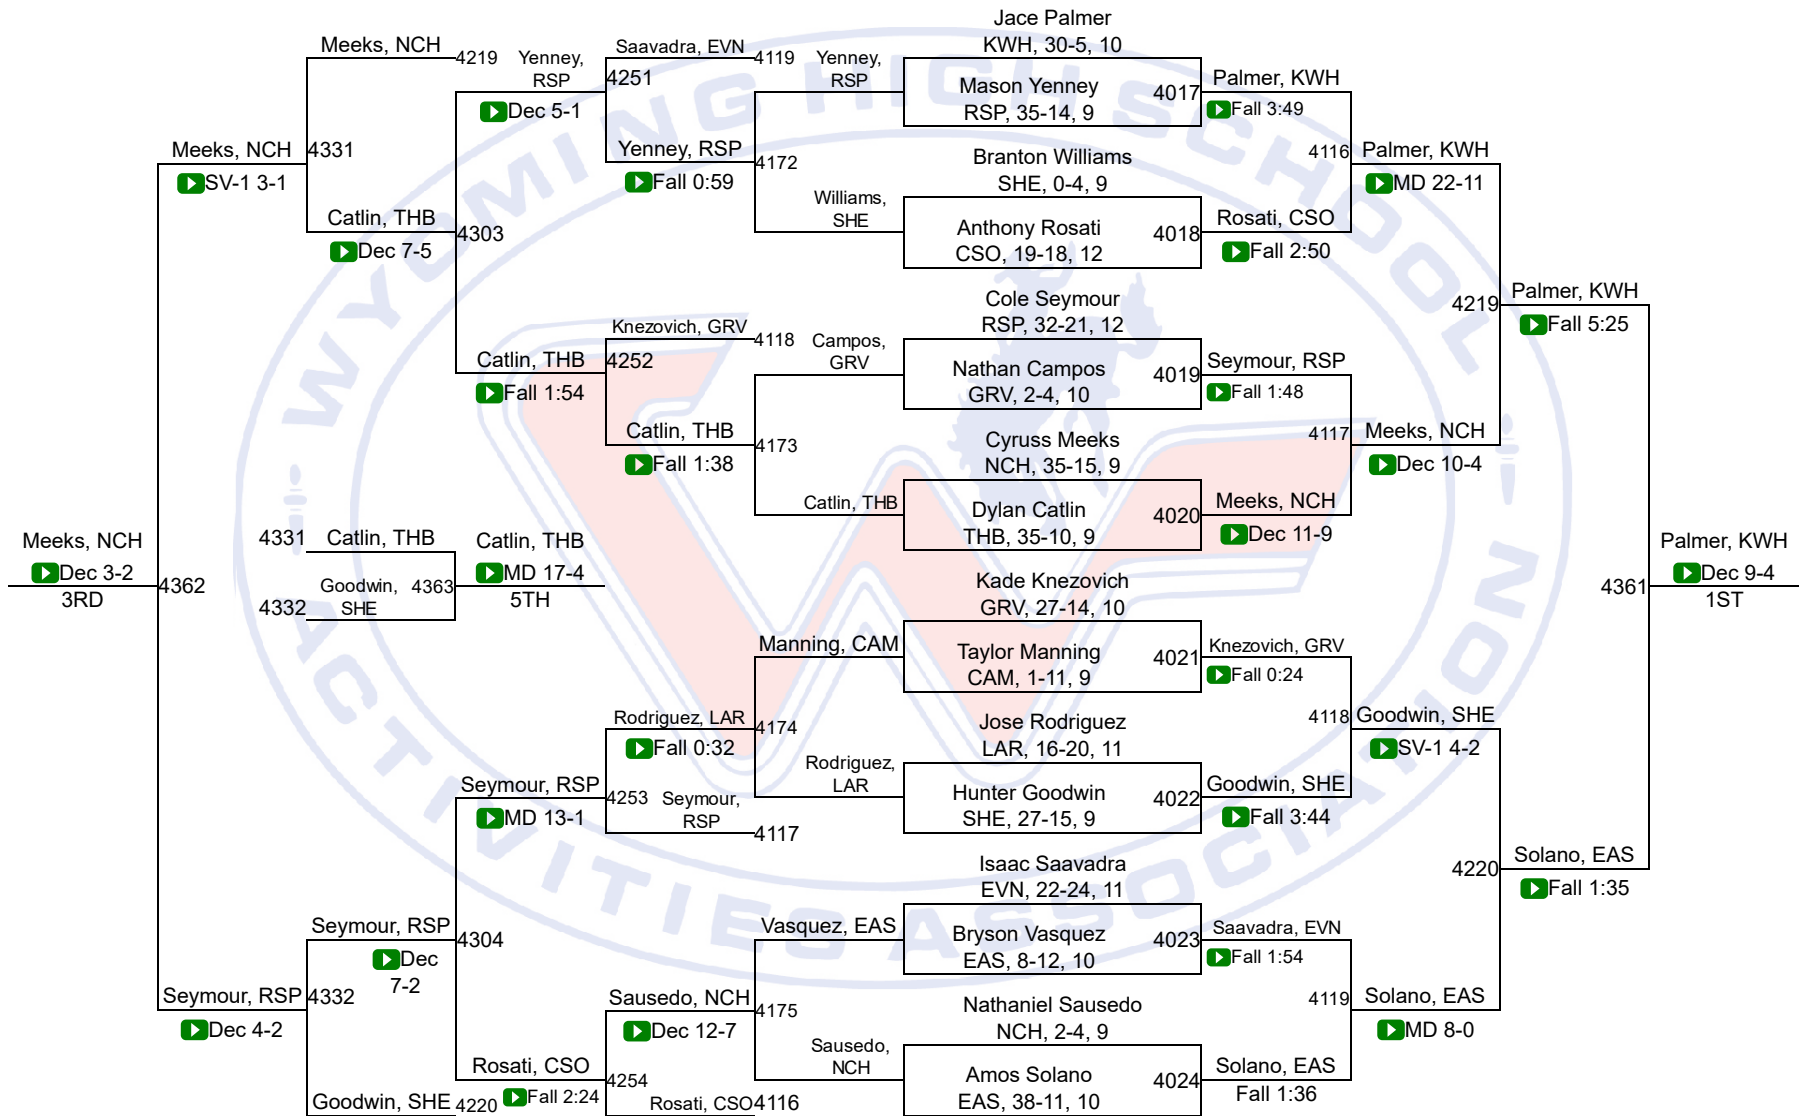 WYOMING HIGH SCHOOL
ACTIVITIES ASSOCIATION
Meeks, NCH
4219
Yenney,
RSP
Saavadra, EVN
4119
Yenney,
RSP
Jace Palmer
KWH, 30-5, 10
Mason Yenney
RSP, 35-14, 9
4017
Palmer, KWH
Fall 3:49
4251
Dec 5-1
Meeks, NCH
4331
SV-1 3-1
Yenney, RSP
4172
Fall 0:59
Branton Williams
SHE, 0-4, 9
4116
Palmer, KWH
MD 22-11
Catlin, THB
4303
Dec 7-5
Williams,
SHE
Anthony Rosati
CSO, 19-18, 12
4018
Rosati, CSO
Fall 2:50
Cole Seymour
RSP, 32-21, 12
4219
Palmer, KWH
Fall 5:25
Knezovich, GRV
4118
Campos,
GRV
Catlin, THB
4252
Fall 1:54
Nathan Campos
GRV, 2-4, 10
4019
Seymour, RSP
Fall 1:48
Catlin, THB
4173
Fall 1:38
Cyruss Meeks
NCH, 35-15, 9
4117
Meeks, NCH
Dec 10-4
Catlin, THB
Dylan Catlin
THB, 35-10, 9
4020
Meeks, NCH
Dec 11-9
Meeks, NCH
Dec 3-2
3RD
4362
4331
Catlin, THB
4332
Goodwin,
SHE
4363
Catlin, THB
MD 17-4
5TH
Kade Knezovich
GRV, 27-14, 10
4361
Palmer, KWH
Dec 9-4
1ST
Manning, CAM
Taylor Manning
CAM, 1-11, 9
4021
Knezovich, GRV
Fall 0:24
Rodriguez, LAR
4174
Fall 0:32
Jose Rodriguez
LAR, 16-20, 11
4118
Goodwin, SHE
SV-1 4-2
Seymour, RSP
4253
MD 13-1
Seymour,
RSP
4117
Rodriguez,
LAR
Hunter Goodwin
SHE, 27-15, 9
4022
Goodwin, SHE
Fall 3:44
Isaac Saavadra
EVN, 22-24, 11
4220
Solano, EAS
Fall 1:35
Seymour, RSP
4304
Dec
7-2
Vasquez, EAS
Bryson Vasquez
EAS, 8-12, 10
4023
Saavadra, EVN
Fall 1:54
Seymour, RSP
4332
Dec 4-2
Sausedo, NCH
4175
Dec 12-7
Nathaniel Sausedo
NCH, 2-4, 9
4119
Solano, EAS
MD 8-0
Rosati, CSO
4254
Fall 2:24
Sausedo,
NCH
Amos Solano
EAS, 38-11, 10
4024
Solano, EAS
Fall 1:36
Goodwin, SHE
4220
Rosati, CSO
4116